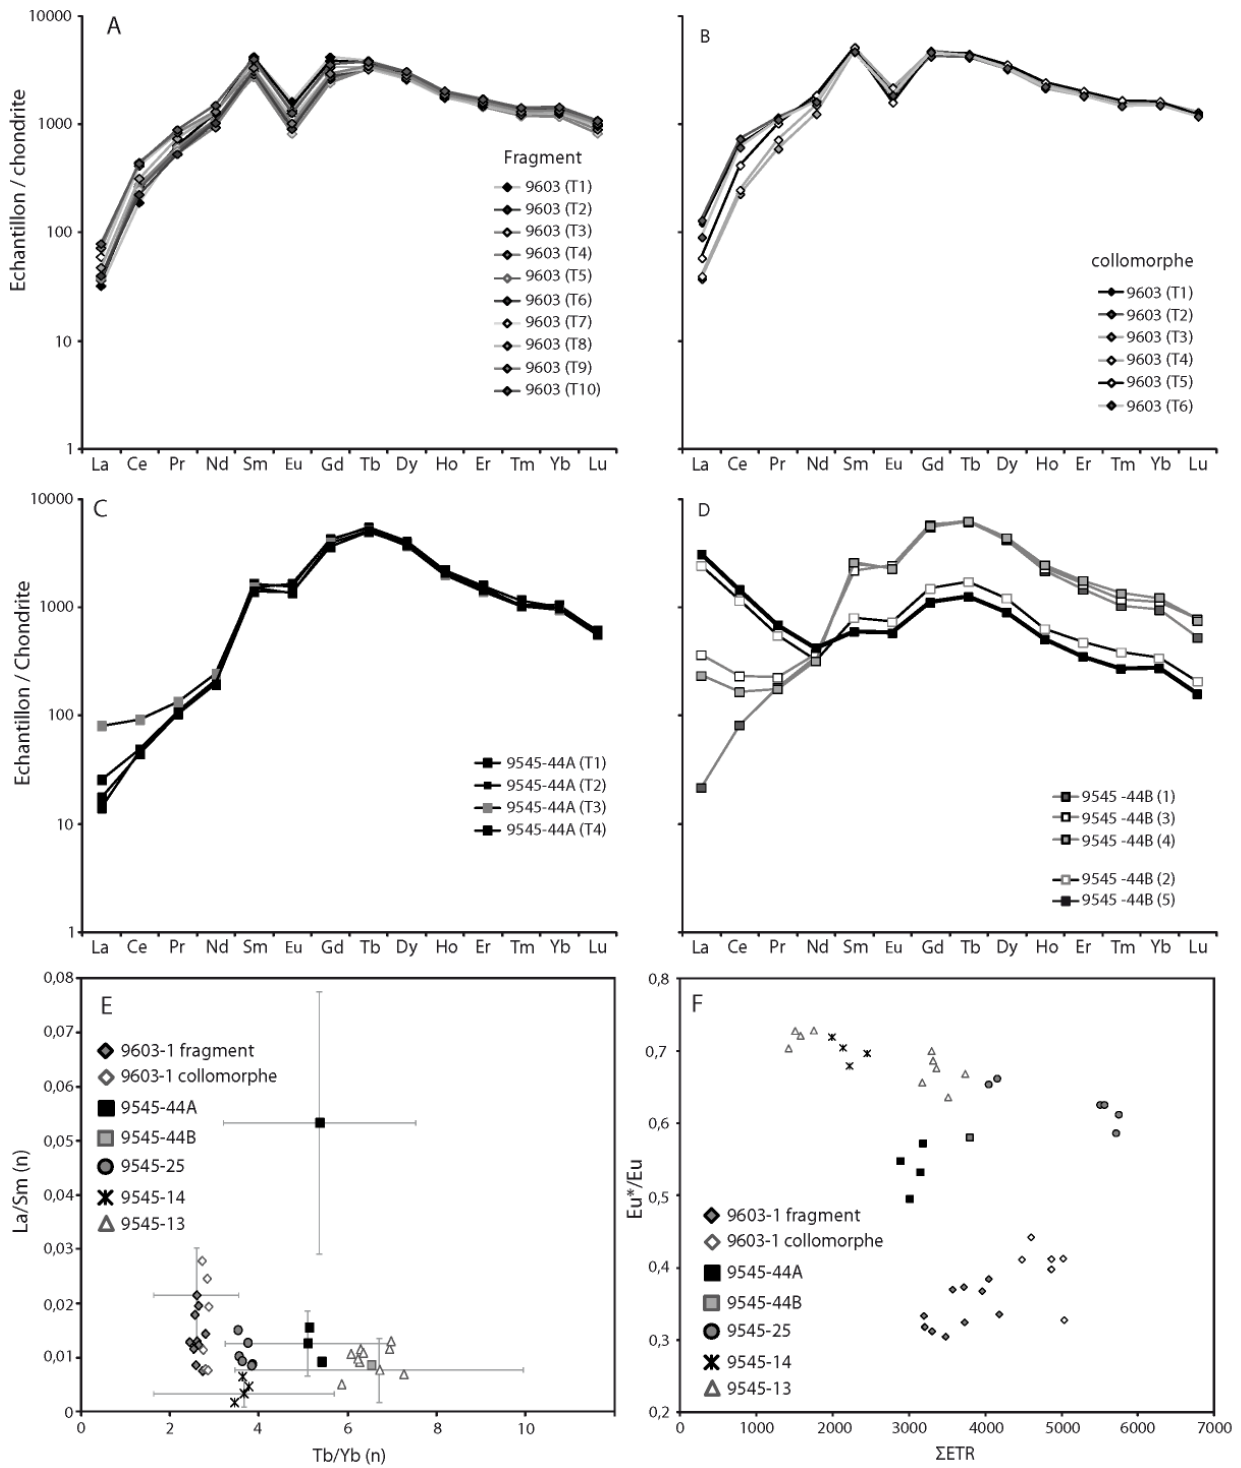 A
10000
1000
100
10
1
Echantillon / chondrite
Fragment
9603 (T1)
9603 (T2)
9603 (T3)
9603 (T4)
9603 (T5)
9603 (T6)
9603 (T7)
9603 (T8)
9603 (T9)
9603 (T10)
La Ce Pr Nd Sm Eu Gd Tb Dy Ho Er Tm Yb Lu
B
collomorphe
9603 (T1)
9603 (T2)
9603 (T3)
9603 (T4)
9603 (T5)
9603 (T6)
La Ce Pr Nd Sm Eu Gd Tb Dy Ho Er Tm Yb Lu
C
10000
1000
100
10
1
Echantillon / Chondrite
9545-44A (T1)
9545-44A (T2)
9545-44A (T3)
9545-44A (T4)
La Ce Pr Nd Sm Eu Gd Tb Dy Ho Er Tm Yb Lu
D
9545 -44B (1)
9545 -44B (3)
9545 -44B (4)
9545 -44B (2)
9545 -44B (5)
La Ce Pr Nd Sm Eu Gd Tb Dy Ho Er Tm Yb Lu
E
0,08
0,07
0,06
0,05
0,04
0,03
0,02
0,01
0
La/Sm (n)
9603-1 fragment
9603-1 collomorphe
9545-44A
9545-44B
9545-25
9545-14
9545-13
0 2 4 6 8 10
Tb/Yb (n)
F
0,8
0,7
0,6
0,5
0,4
0,3
0,2
Eu*/Eu
9603-1 fragment
9603-1 collomorphe
9545-44A
9545-44B
9545-25
9545-14
9545-13
0 1000 2000 3000 4000 5000 6000 7000
ΣETR